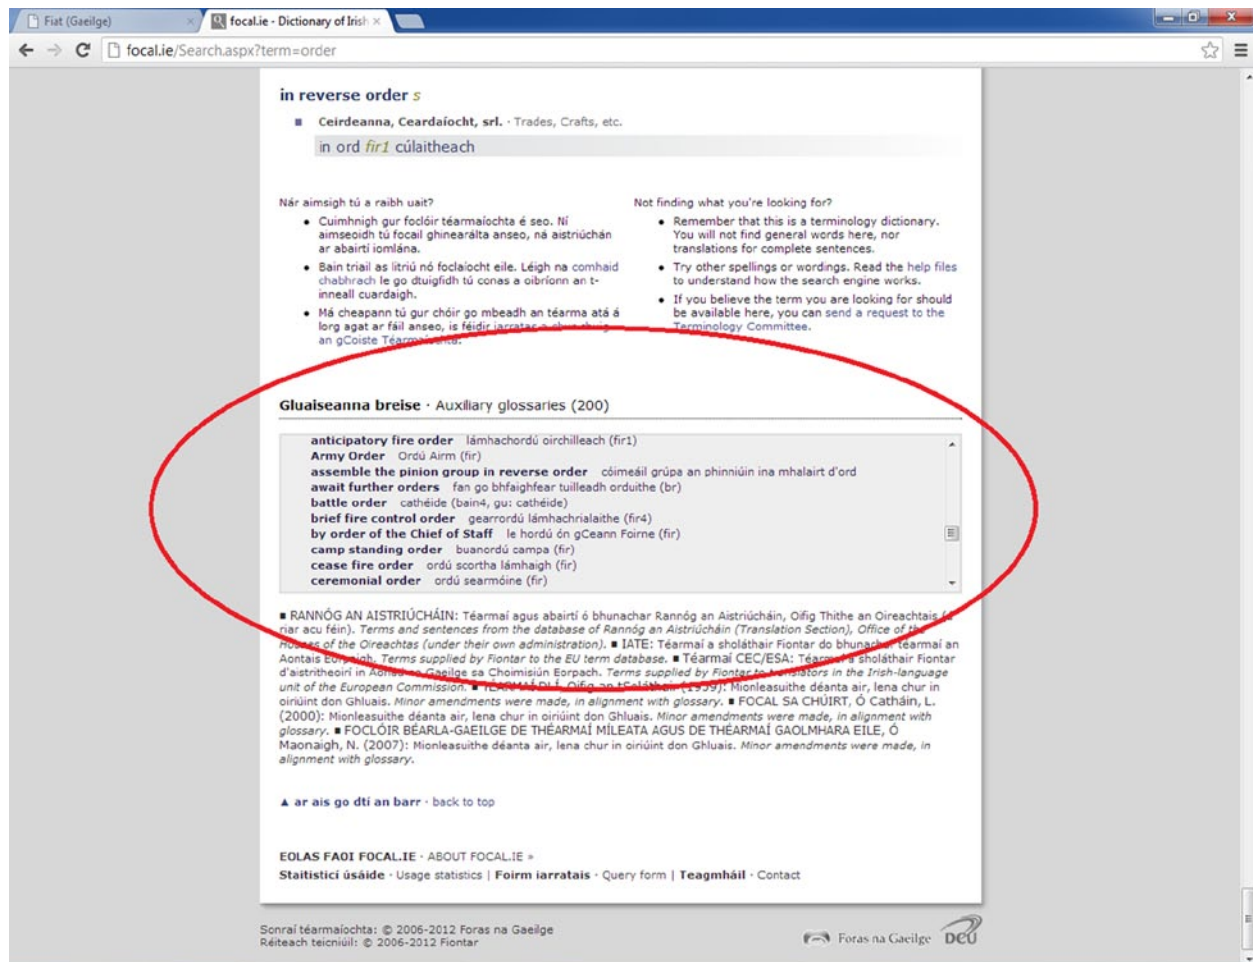 Fiat (Gaeilge)
focal.ie - Dictionary of Irish
focal.ie/Search.aspx?term=order
in reverse order s
Ceirdeanna, Ceardaíocht, srl. · Trades, Crafts, etc.
in ord fir1 cúlaitheach
Nár aimsigh tú a raibh uait?
• Cuimhnigh gur foclóir téarmaíochta é seo. Ní
aimseoidh tú focail ghinearálta anseo, ná aistriúchán
ar abairtí iomlána.
• Bain triail as litriú nó foclaíocht eile. Léigh na comhaid
chabhrach le go dtuigfidh tú conas a oibríonn an t-
inneall cuardaigh.
• Má cheapann tú gur chóir go mbeadh an téarma atá á
lorg agat ar fáil anseo, is féidir iarratas a chur chuig
an gCoiste Téarmaíochta.
Not finding what you're looking for?
• Remember that this is a terminology dictionary.
You will not find general words here, nor
translations for complete sentences.
• Try other spellings or wordings. Read the help files
to understand how the search engine works.
• If you believe the term you are looking for should
be available here, you can send a request to the
Terminology Committee.
Gluaiseanna breise · Auxiliary glossaries (200)
anticipatory fire order lámhachordú oirchilleach (fir1)
Army Order Ordú Airm (fir)
assemble the pinion group in reverse order cóimeáil grúpa an phinniúin ina mhalairt d'ord
await further orders fan go bhfaighfear tuilleadh orduithe (br)
battle order cathéide (bain4, gu: cathéide)
brief fire control order gearrordú lámhachrialaithe (fir4)
by order of the Chief of Staff le hordú ón gCeann Foirne (fir)
camp standing order buanordú campa (fir)
cease fire order ordú scortha lámhaigh (fir)
ceremonial order ordú searmóine (fir)
■ RANNÓG AN AISTRIÚCHÁIN: Téarmaí agus abairtí ó bhunachar Rannóg an Aistriúcháin, Oifig Thithe an Oireachtais (á
riar acu féin). Terms and sentences from the database of Rannóg an Aistriúcháin (Translation Section), Office of the
Houses of the Oireachtas (under their own administration). ■ IATE: Téarmaí a sholáthair Fiontar do bhunachar téarmaí an
Aontais Eorpaigh. Terms supplied by Fiontar to the EU term database. ■ Téarmaí CEC/ESA: Téarmaí a sholáthair Fiontar
d'aistritheoirí in Aonad na Gaeilge sa Choimisiún Eorpach. Terms supplied by Fiontar to translators in the Irish-language
unit of the European Commission. ■ TÉARMAÍ DLÍ, Oifig an tSoláthair (1959): Mionleasuithe déanta air, lena chur in
oiriúint don Ghluais. Minor amendments were made, in alignment with glossary. ■ FOCAL SA CHÚIRT, Ó Catháin, L.
(2000): Mionleasuithe déanta air, lena chur in oiriúint don Ghluais. Minor amendments were made, in alignment with
glossary. ■ FOCLÓIR BÉARLA-GAEILGE DE THÉARMAÍ MÍLEATA AGUS DE THÉARMAÍ GAOLMHARA EILE, Ó
Maonaigh, N. (2007): Mionleasuithe déanta air, lena chur in oiriúint don Ghluais. Minor amendments were made, in
alignment with glossary.
▲ ar ais go dtí an barr · back to top
EOLAS FAOI FOCAL.IE · ABOUT FOCAL.IE »
Staitisticí úsáide · Usage statistics | Foirm iarratais · Query form | Teagmháil · Contact
Sonraí téarmaíochta: © 2006-2012 Foras na Gaeilge
Réiteach teicniúil: © 2006-2012 Fiontar
Foras na Gaeilge DCU